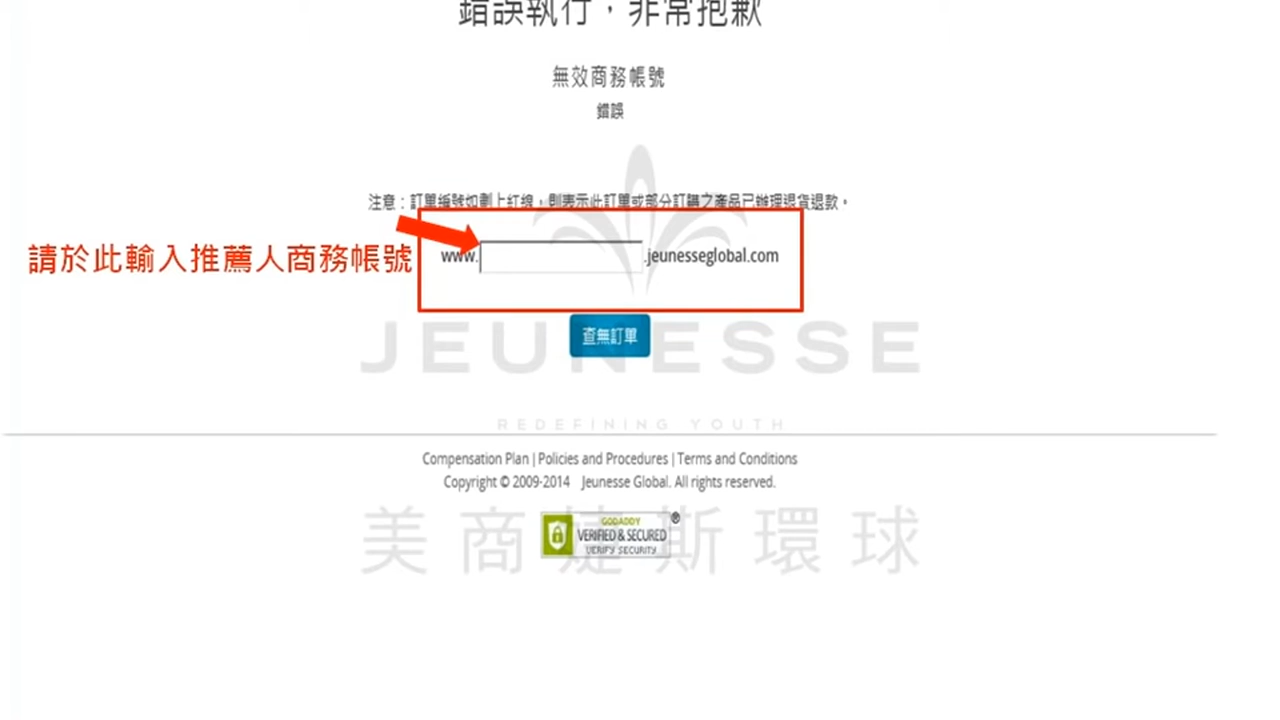 錯誤執行，非常抱歉
無效商務帳號
錯誤
注意：訂單編號如劃上紅線，則表示此訂單或部分訂購之產品已辦理退貨退款。
請於此輸入推薦人商務帳號
www. .jeunesseglobal.com
查無訂單
JEUNESSE
REDEFINING YOUTH
Compensation Plan | Policies and Procedures | Terms and Conditions
Copyright © 2009-2014 Jeunesse Global. All rights reserved.
GODADDY
VERIFIED & SECURED
VERIFY SECURITY
®
美商婕斯環球